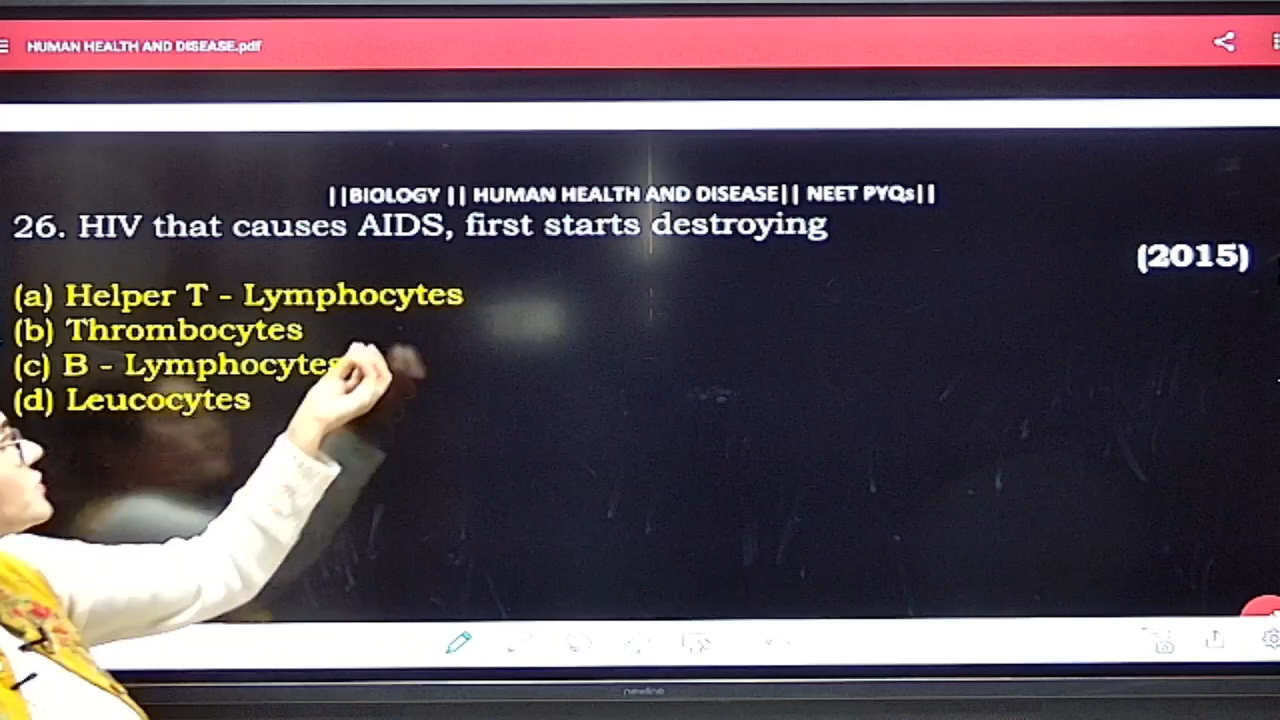 HUMAN HEALTH AND DISEASE.pdf
||BIOLOGY || HUMAN HEALTH AND DISEASE|| NEET PYQs||
26. HIV that causes AIDS, first starts destroying
(2015)
(a) Helper T - Lymphocytes
(b) Thrombocytes
(c) B - Lymphocytes
(d) Leucocytes
newline